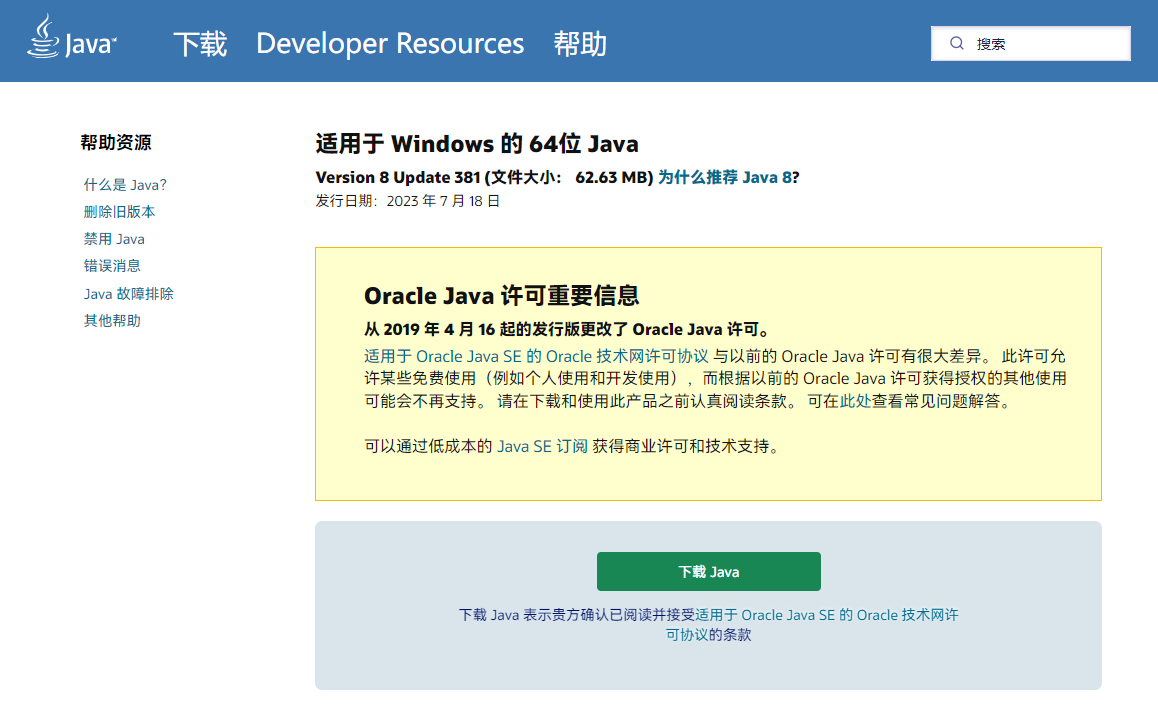 Java
下载 Developer Resources 帮助
搜索
帮助资源
什么是 Java?
删除旧版本
禁用 Java
错误消息
Java 故障排除
其他帮助
适用于 Windows 的 64位 Java
Version 8 Update 381 (文件大小： 62.63 MB) 为什么推荐 Java 8?
发行日期：2023 年 7 月 18 日
Oracle Java 许可重要信息
从 2019 年 4 月 16 起的发行版更改了 Oracle Java 许可。
适用于 Oracle Java SE 的 Oracle 技术网许可协议 与以前的 Oracle Java 许可有很大差异。 此许可允
许某些免费使用（例如个人使用和开发使用），而根据以前的 Oracle Java 许可获得授权的其他使用
可能会不再支持。 请在下载和使用此产品之前认真阅读条款。 可在此处查看常见问题解答。
可以通过低成本的 Java SE 订阅 获得商业许可和技术支持。
下载 Java
下载 Java 表示贵方确认已阅读并接受适用于 Oracle Java SE 的 Oracle 技术网许
可协议的条款